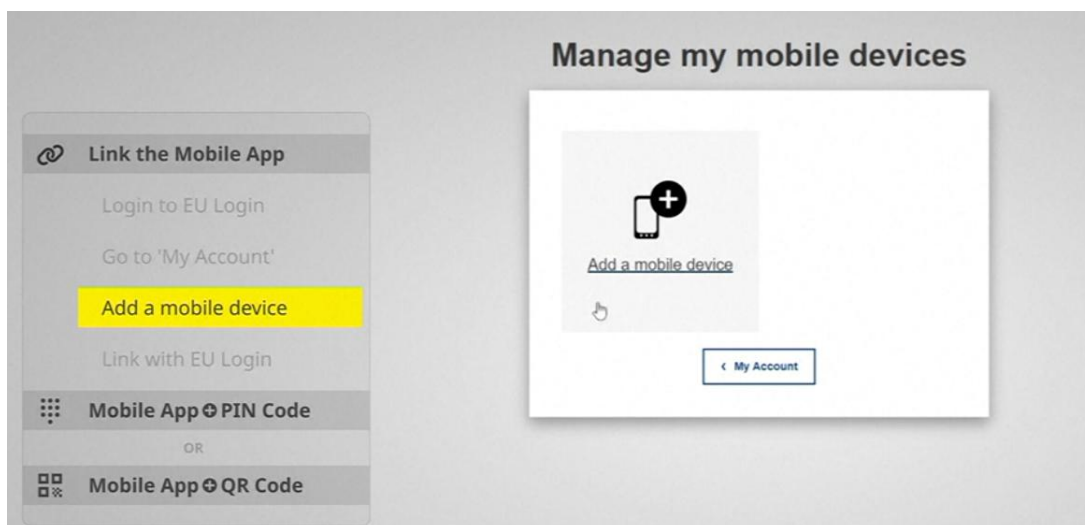 Manage my mobile devices
Link the Mobile App
Login to EU Login
Go to 'My Account'
Add a mobile device
Link with EU Login
Mobile App + PIN Code
OR
Mobile App + QR Code
Add a mobile device
‹ My Account